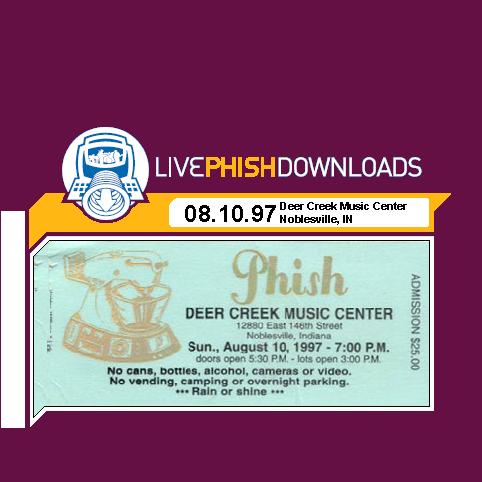 LIVEPHISHDOWNLOADS
08.10.97 Deer Creek Music Center
Noblesville, IN
Phish
DEER CREEK MUSIC CENTER
12880 East 146th Street
Noblesville, Indiana
Sun., August 10, 1997 - 7:00 P.M.
doors open 5:30 P.M. - lots open 3:00 P.M.
No cans, bottles, alcohol, cameras or video.
No vending, camping or overnight parking.
*** Rain or shine ***
ADMISSION $25.00